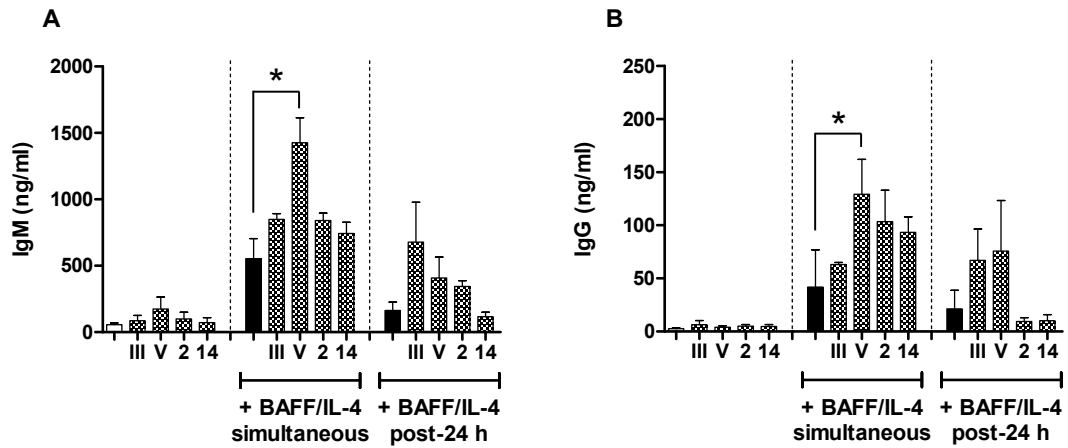 A
IgM (ng/ml)
2000
1500
1000
500
0
*
III V 2 14
III V 2 14
III V 2 14
+ BAFF/IL-4
simultaneous
+ BAFF/IL-4
post-24 h
B
IgG (ng/ml)
250
200
150
100
50
0
*
III V 2 14
III V 2 14
III V 2 14
+ BAFF/IL-4
simultaneous
+ BAFF/IL-4
post-24 h